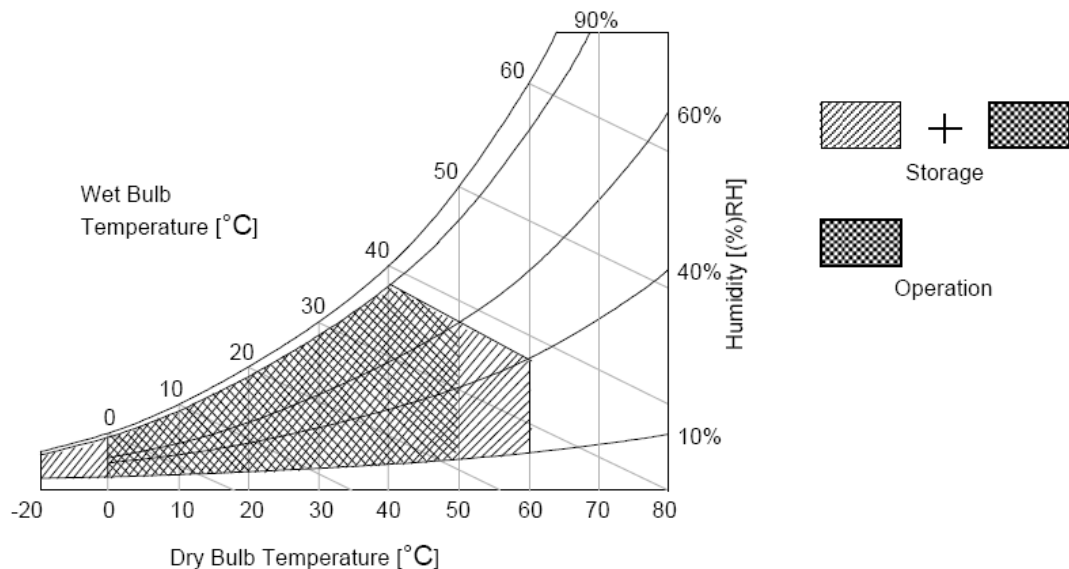 90%
60
60%
50
Wet Bulb
Temperature [°C]
Storage
40
40%
Humidity [(%)RH]
Operation
30
20
10
0
10%
-20 0 10 20 30 40 50 60 70 80
Dry Bulb Temperature [°C]